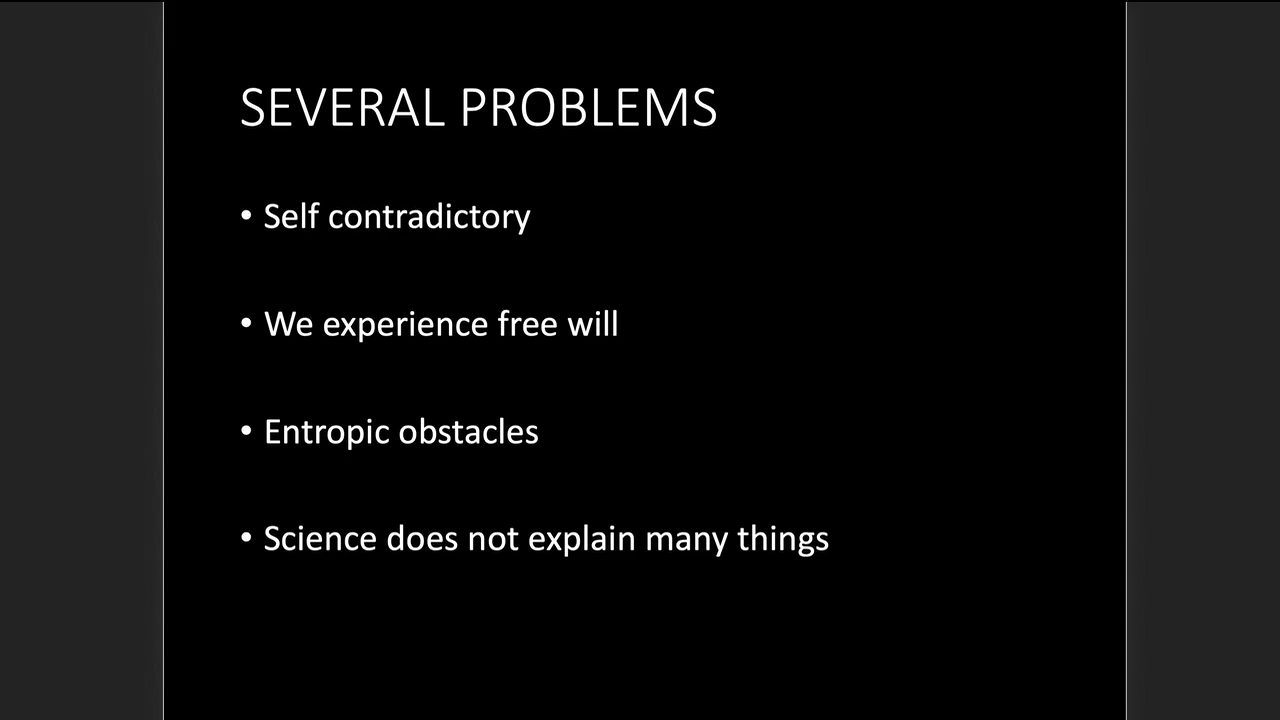 SEVERAL PROBLEMS
• Self contradictory
• We experience free will
• Entropic obstacles
• Science does not explain many things